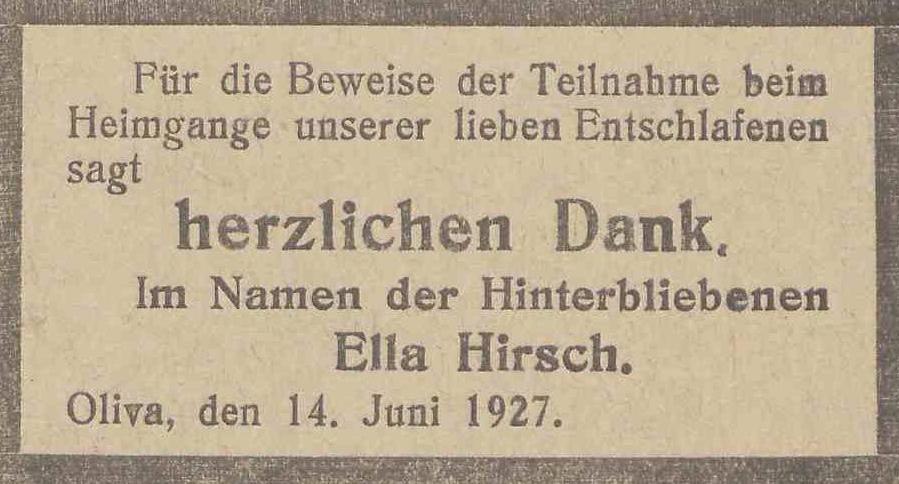 Für die Beweise der Teilnahme beim
Heimgange unserer lieben Entschlafenen
sagt
herzlichen Dank.
Im Namen der Hinterbliebenen
Ella Hirsch.
Oliva, den 14. Juni 1927.